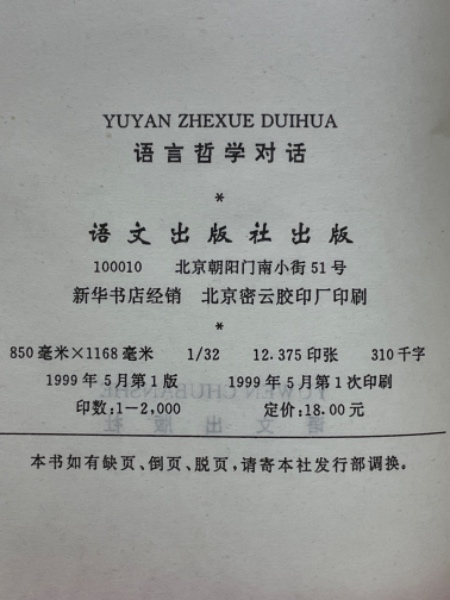 YUYAN ZHEXUE DUIHUA
语言哲学对话
*
语文出版社出版
100010 北京朝阳门南小街51号
新华书店经销 北京密云胶印厂印刷
*
850毫米×1168毫米 1/32 12.375印张 310千字
1999年5月第1版 1999年5月第1次印刷
印数:1-2,000 定价:18.00元
本书如有缺页、倒页、脱页,请寄本社发行部调换。